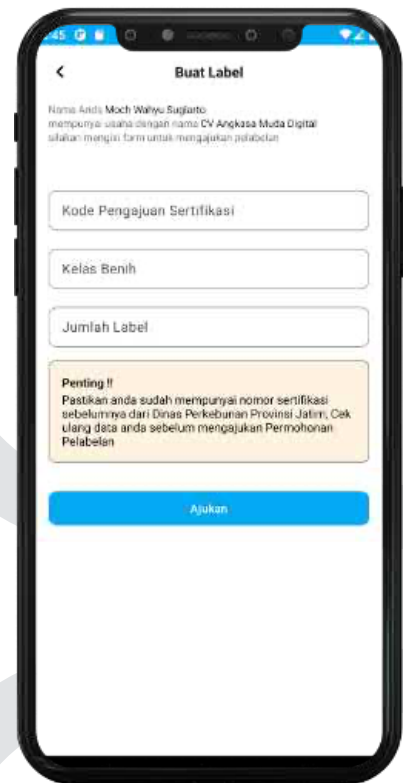 :45
Buat Label
Nama Anda Moch Wahyu Sugiarto
mempunyai usaha dengan nama CV Angkasa Muda Digital
silakan mengisi form untuk mengajukan pelabelan
Kode Pengajuan Sertifikasi
Kelas Benih
Jumlah Label
Penting !!
Pastikan anda sudah mempunyai nomor sertifikasi
sebelumnya dari Dinas Perkebunan Provinsi Jatim, Cek
ulang data anda sebelum mengajukan Permohonan
Pelabelan
Ajukan